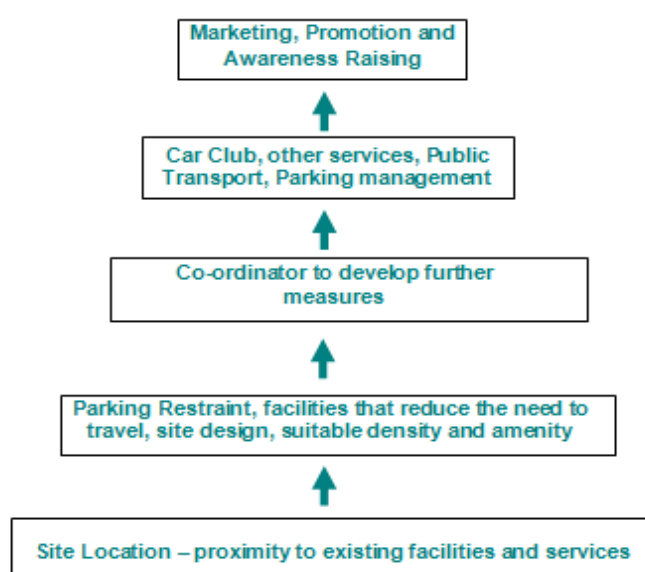 Marketing, Promotion and
Awareness Raising
Car Club, other services, Public
Transport, Parking management
Co-ordinator to develop further
measures
Parking Restraint, facilities that reduce the need to
travel, site design, suitable density and amenity
Site Location – proximity to existing facilities and services